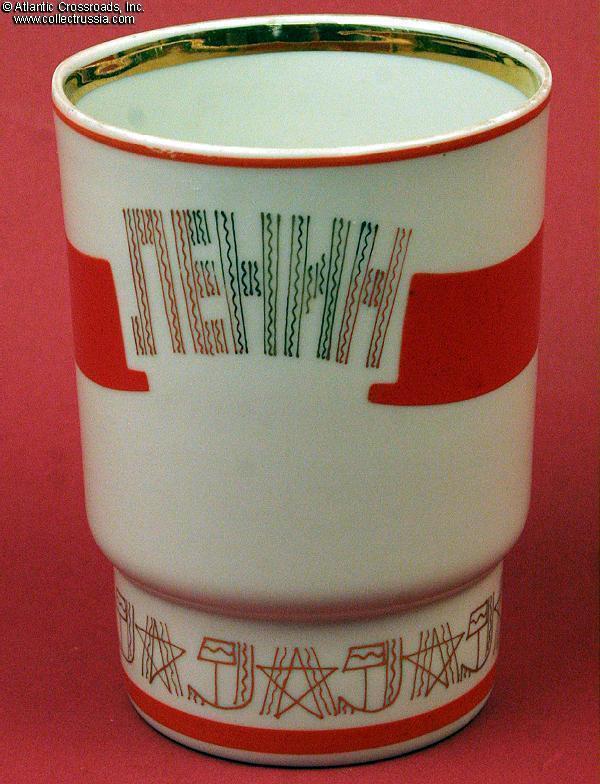 © Atlantic Crossroads, Inc.
www.collectrussia.com
ЛЕНИН